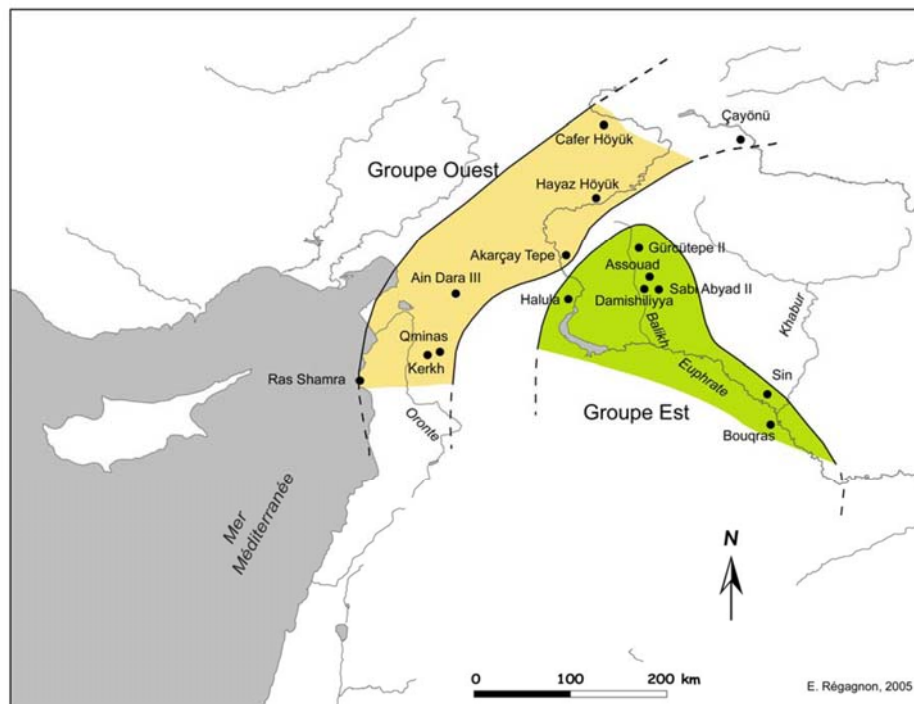 Çayönü
Cafer Höyük
Groupe Ouest
Hayaz Höyük
Gürcütepe II
Akarçay Tepe
Assouad
Ain Dara III
Sabi Abyad II
Halula
Damishiliyya
Khabur
Balikh
Qminas
Euphrate
Kerkh
Sin
Ras Shamra
Groupe Est
Oronte
Bouqras
Mer
Méditerranée
N
0 100 200 km
E. Régagnon, 2005